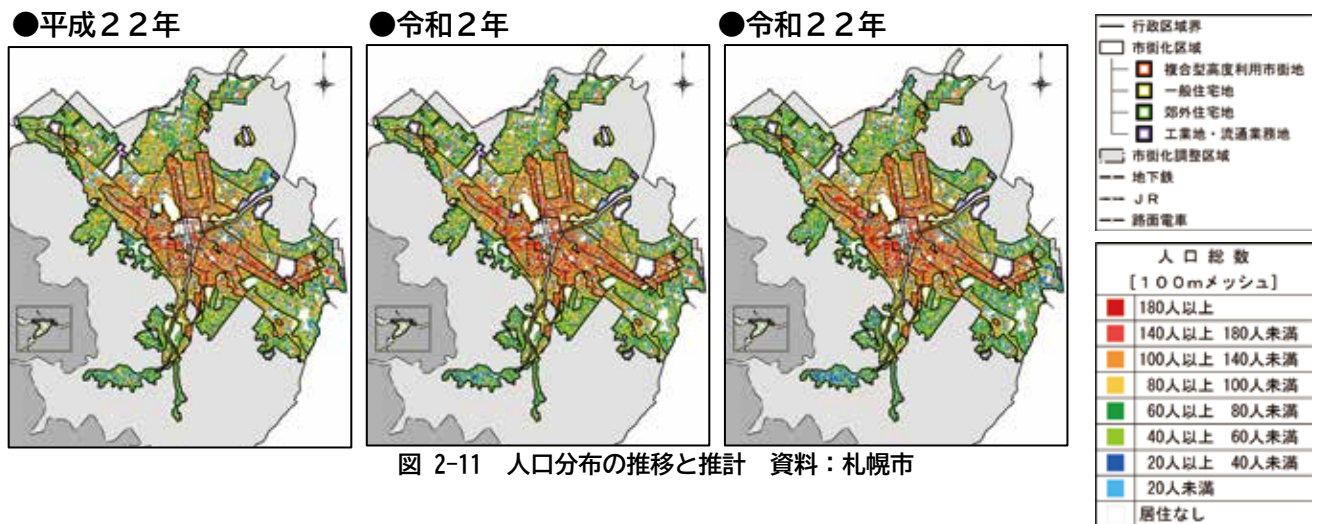 ●平成２２年
●令和２年
●令和２２年
行政区域界
市街化区域
複合型高度利用市街地
一般住宅地
郊外住宅地
工業地・流通業務地
市街化調整区域
地下鉄
ＪＲ
路面電車
人口総数
[１００ｍメッシュ]
180人以上
140人以上 180人未満
100人以上 140人未満
80人以上 100人未満
60人以上 80人未満
40人以上 60人未満
20人以上 40人未満
20人未満
居住なし
図 2-11 人口分布の推移と推計 資料：札幌市